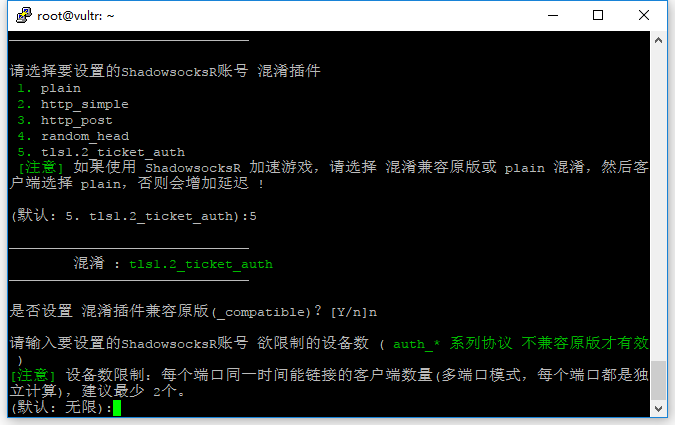 root@vultr: ~
请选择要设置的ShadowsocksR账号 混淆插件
1. plain
2. http_simple
3. http_post
4. random_head
5. tls1.2_ticket_auth
[注意] 如果使用 ShadowsocksR 加速游戏，请选择 混淆兼容原版或 plain 混淆，然后客
户端选择 plain，否则会增加延迟 !
(默认: 5. tls1.2_ticket_auth):5
混淆 : tls1.2_ticket_auth
是否设置 混淆插件兼容原版(_compatible)？[Y/n]n
请输入要设置的ShadowsocksR账号 欲限制的设备数 ( auth_* 系列协议 不兼容原版才有效
)
[注意] 设备数限制：每个端口同一时间能链接的客户端数量(多端口模式，每个端口都是独
立计算)，建议最少 2个。
(默认: 无限):